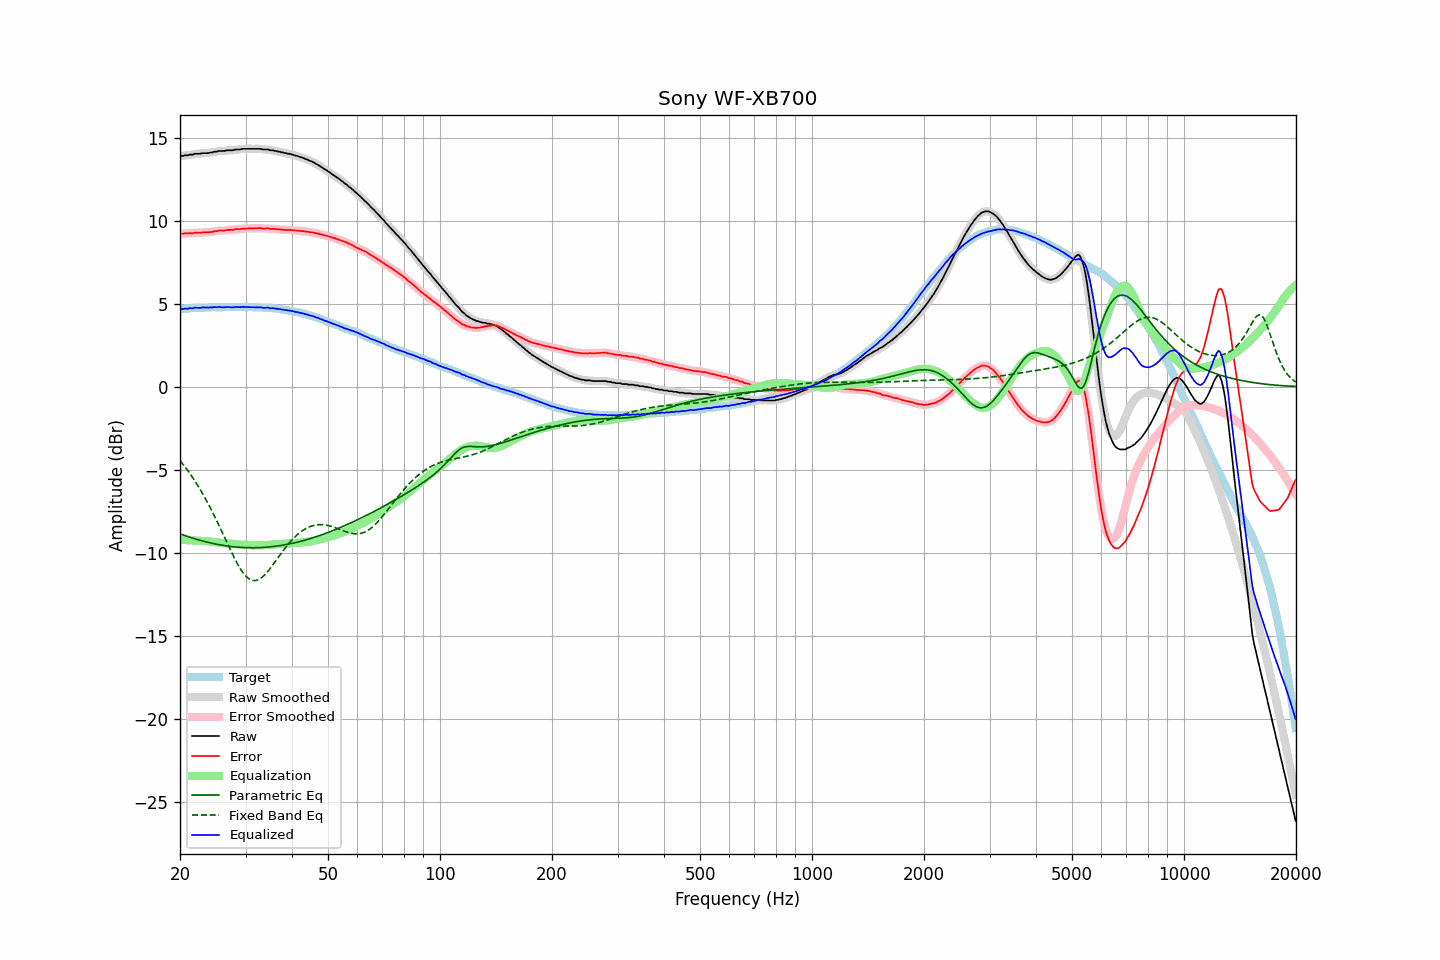 Sony WF-XB700
Amplitude (dBr)
15
10
5
0
−5
−10
−15
−20
−25
Target
Raw Smoothed
Error Smoothed
Raw
Error
Equalization
Parametric Eq
Fixed Band Eq
Equalized
20
50
100
200
500
1000
2000
5000
10000
20000
Frequency (Hz)